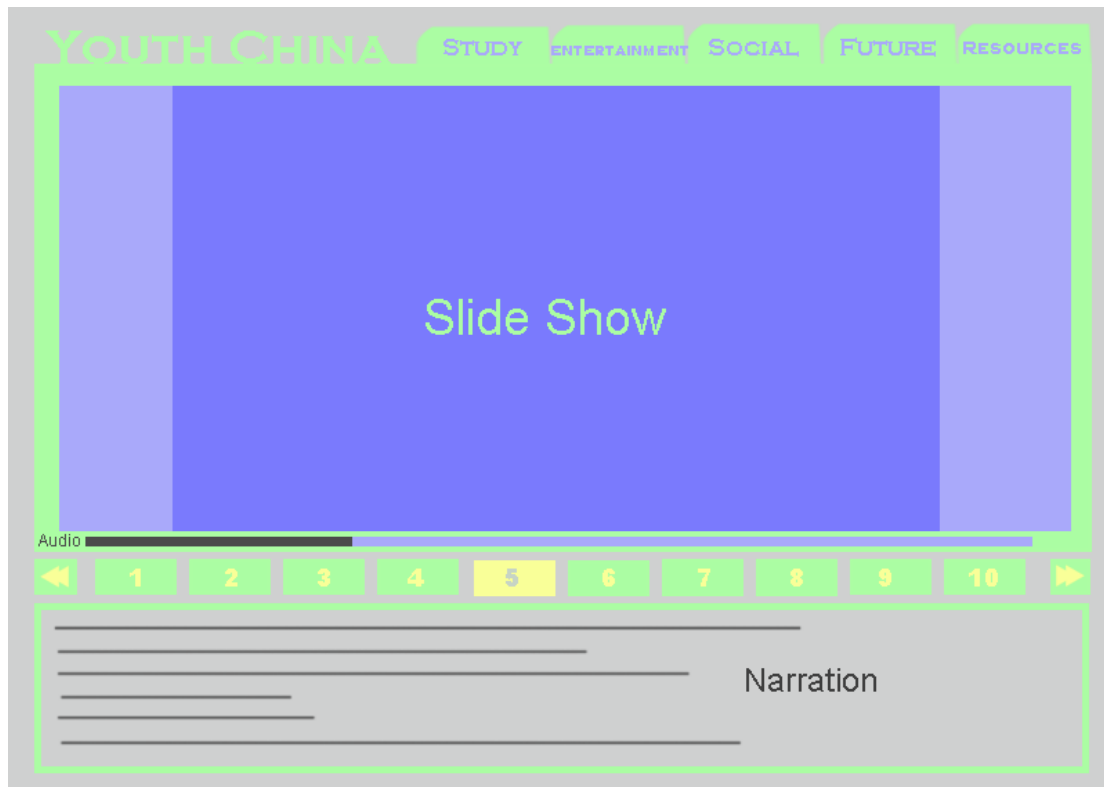 YOUTH CHINA STUDY ENTERTAINMENT SOCIAL FUTURE RESOURCES
Slide Show
Audio
1 2 3 4 5 6 7 8 9 10
Narration